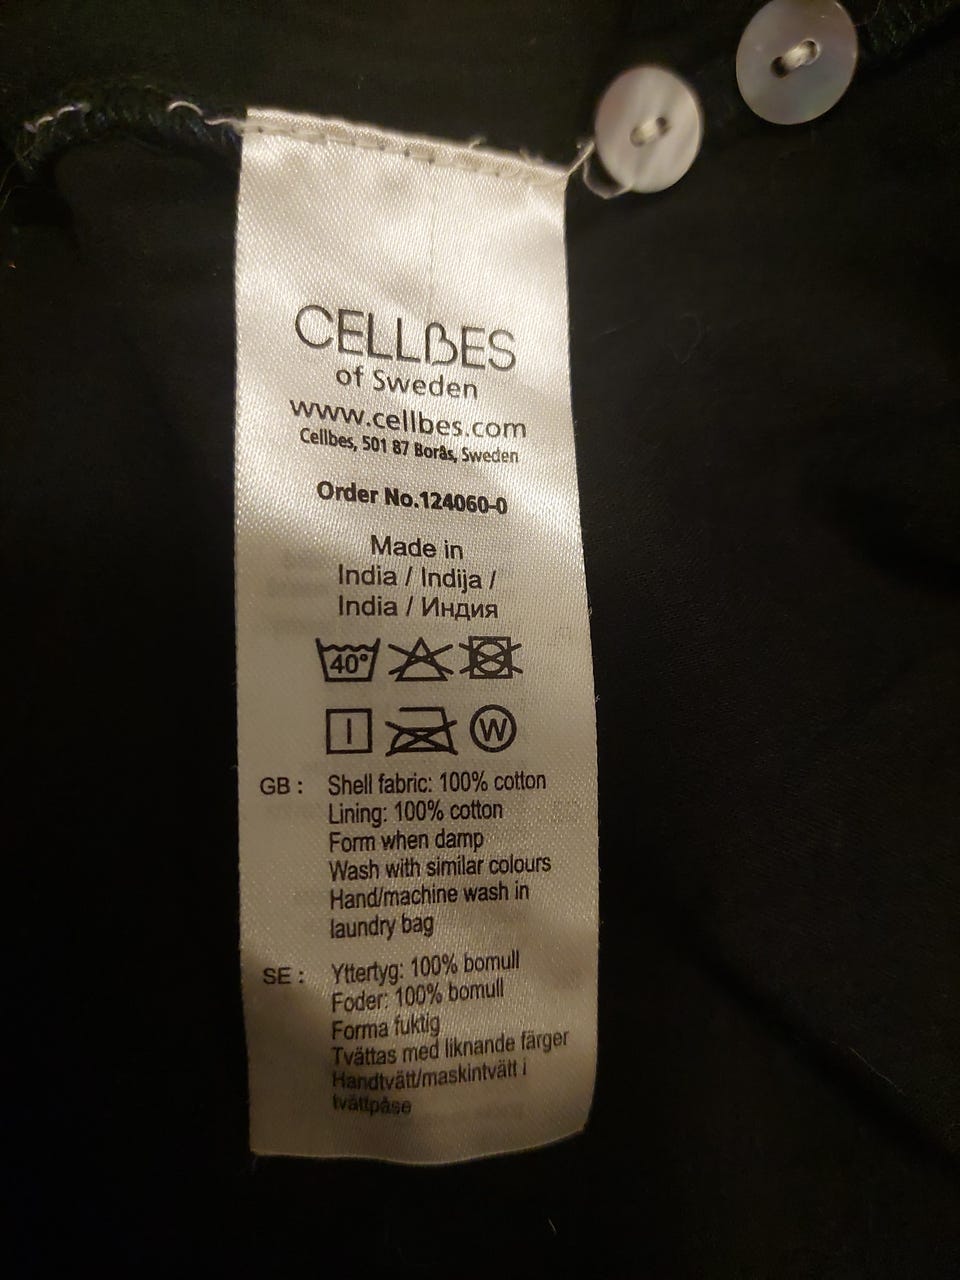 CELLBES
of Sweden
www.cellbes.com
Cellbes, 501 87 Borås, Sweden
Order No.124060-0
Made in
India / Indija /
India / Индия
40°
I W
GB : Shell fabric: 100% cotton
Lining: 100% cotton
Form when damp
Wash with similar colours
Hand/machine wash in
laundry bag
SE : Yttertyg: 100% bomull
Foder: 100% bomull
Forma fuktig
Tvättas med liknande färger
Handtvätt/maskintvätt i
tvättpåse